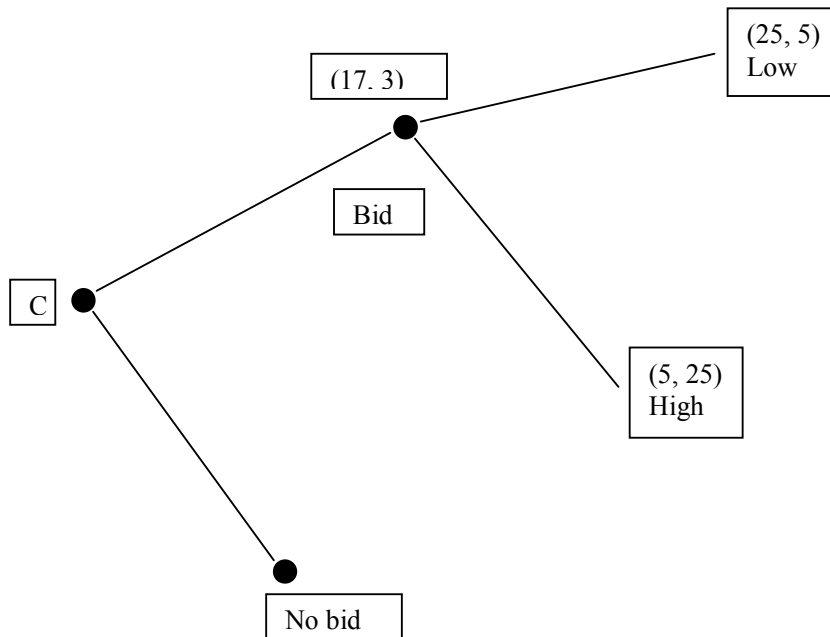 (25, 5)
Low
(17, 3)
Bid
C
(5, 25)
High
No bid